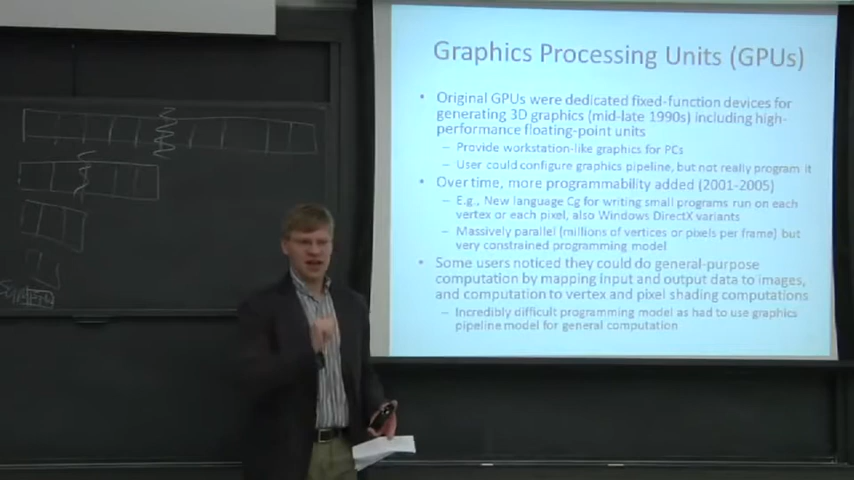 Graphics Processing Units (GPUs)
• Original GPUs were dedicated fixed-function devices for
generating 3D graphics (mid-late 1990s) including high-
performance floating-point units
– Provide workstation-like graphics for PCs
– User could configure graphics pipeline, but not really program it
• Over time, more programmability added (2001-2005)
– E.g., New language Cg for writing small programs run on each
vertex or each pixel, also Windows DirectX variants
– Massively parallel (millions of vertices or pixels per frame) but
very constrained programming model
• Some users noticed they could do general-purpose
computation by mapping input and output data to images,
and computation to vertex and pixel shading computations
– Incredibly difficult programming model as had to use graphics
pipeline model for general computation